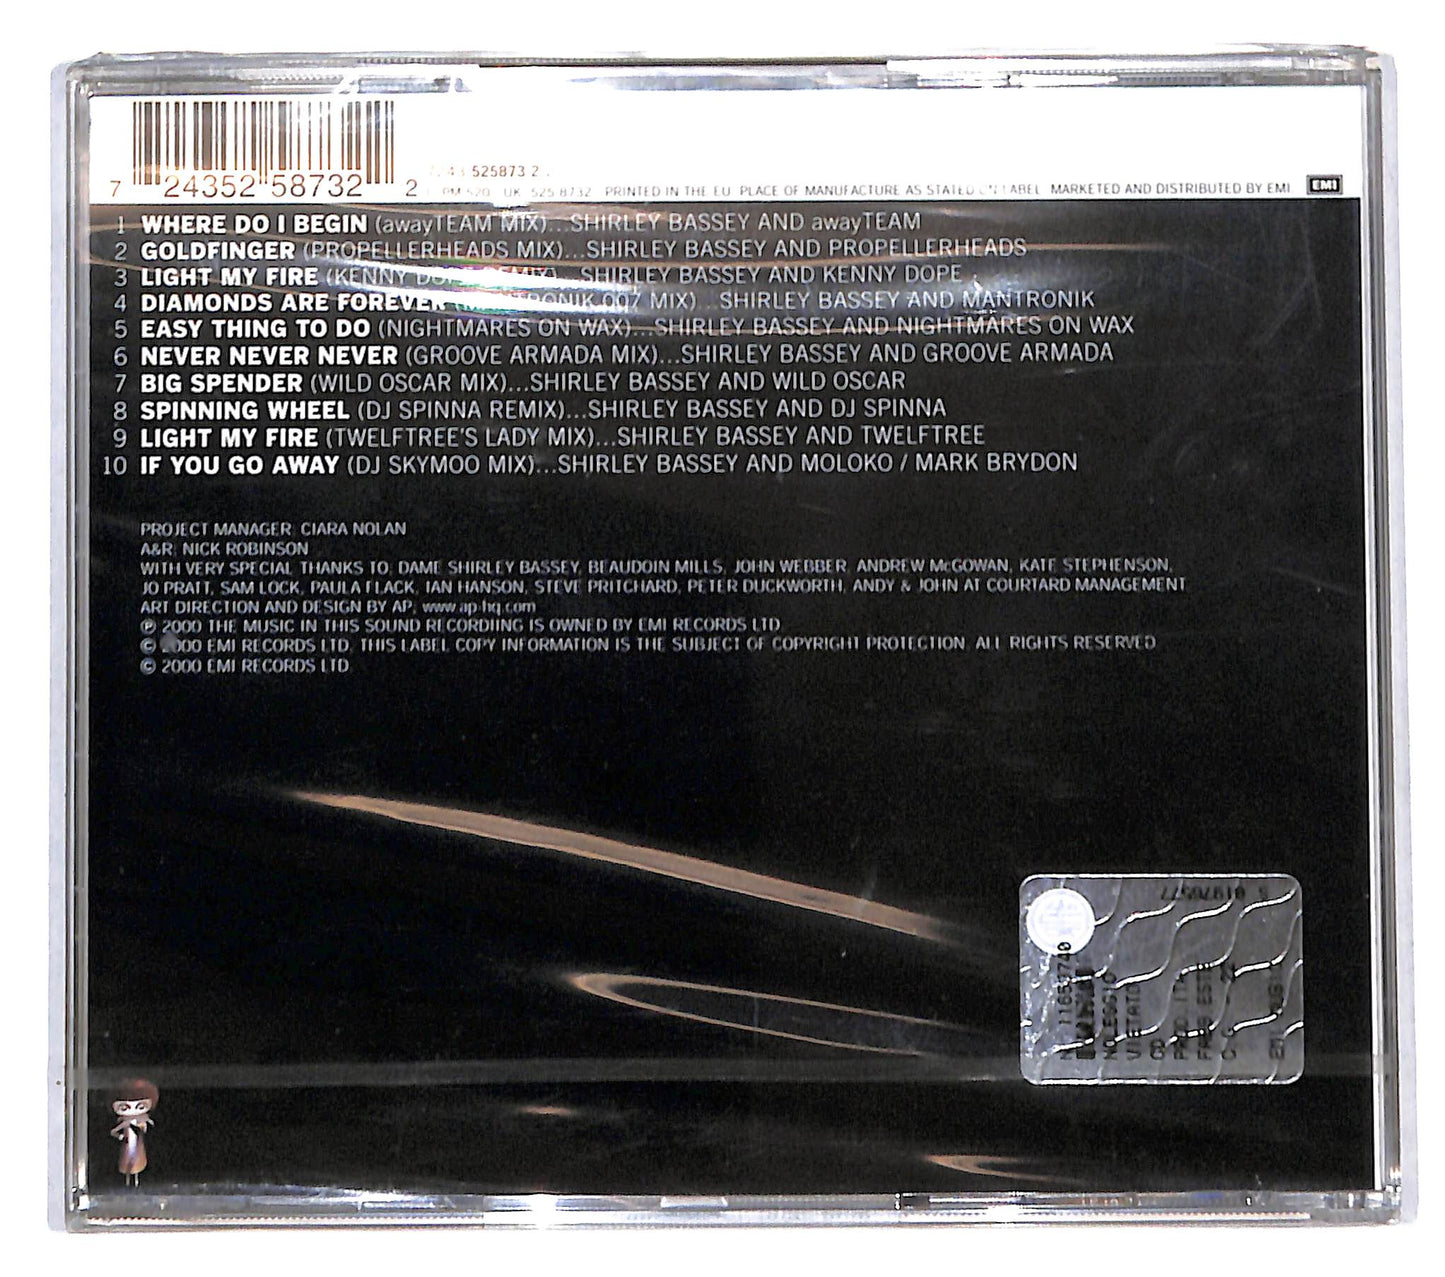 7 24352 58732 2
525873 2
UK: 525 8732 PRINTED IN THE EU. PLACE OF MANUFACTURE AS STATED ON LABEL. MARKETED AND DISTRIBUTED BY EMI. EMI
1 WHERE DO I BEGIN (awayTEAM MIX)...SHIRLEY BASSEY AND awayTEAM
2 GOLDFINGER (PROPELLERHEADS MIX)...SHIRLEY BASSEY AND PROPELLERHEADS
3 LIGHT MY FIRE (KENNY DOPE REMIX)...SHIRLEY BASSEY AND KENNY DOPE
4 DIAMONDS ARE FOREVER (MANTRONIK 007 MIX)...SHIRLEY BASSEY AND MANTRONIK
5 EASY THING TO DO (NIGHTMARES ON WAX)...SHIRLEY BASSEY AND NIGHTMARES ON WAX
6 NEVER NEVER NEVER (GROOVE ARMADA MIX)...SHIRLEY BASSEY AND GROOVE ARMADA
7 BIG SPENDER (WILD OSCAR MIX)...SHIRLEY BASSEY AND WILD OSCAR
8 SPINNING WHEEL (DJ SPINNA REMIX)...SHIRLEY BASSEY AND DJ SPINNA
9 LIGHT MY FIRE (TWELFTREE'S LADY MIX)...SHIRLEY BASSEY AND TWELFTREE
10 IF YOU GO AWAY (DJ SKYMOO MIX)...SHIRLEY BASSEY AND MOLOKO / MARK BRYDON
PROJECT MANAGER: CIARA NOLAN
A&R: NICK ROBINSON
WITH VERY SPECIAL THANKS TO: DAME SHIRLEY BASSEY, BEAUDOIN MILLS, JOHN WEBBER, ANDREW McGOWAN, KATE STEPHENSON,
JO PRATT, SAM LOCK, PAULA FLACK, IAN HANSON, STEVE PRITCHARD, PETER DUCKWORTH, ANDY & JOHN AT COURTARD MANAGEMENT
ART DIRECTION AND DESIGN BY AP, www.ap-hq.com
℗ 2000 THE MUSIC IN THIS SOUND RECORDIING IS OWNED BY EMI RECORDS LTD.
© 2000 EMI RECORDS LTD. THIS LABEL COPY INFORMATION IS THE SUBJECT OF COPYRIGHT PROTECTION. ALL RIGHTS RESERVED
© 2000 EMI RECORDS LTD.
S 01970577
NOLEGGIO
VIETATO
CD